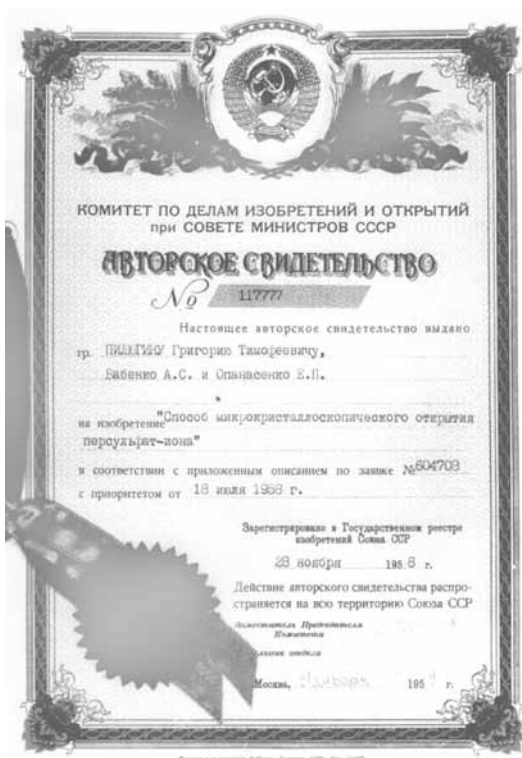 КОМИТЕТ ПО ДЕЛАМ ИЗОБРЕТЕНИЙ И ОТКРЫТИЙ
при СОВЕТЕ МИНИСТРОВ СССР
АВТОРСКОЕ СВИДЕТЕЛЬСТВО
№ 117777
Настоящее авторское свидетельство выдано
гр. Григорию Тимофеевичу,
Бабенко А.С. и Опанасенко Е.П.
на изобретение "Способ микрокристаллоскопического открытия
персульфат-иона"
в соответствии с приложенным описанием по заявке №604703
с приоритетом от 18 июля 1958 г.
Зарегистрировано в Государственном реестре
изобретений Союза ССР
28 ноября 1958 г.
Действие авторского свидетельства распро-
страняется на всю территорию Союза ССР
Заместитель Председателя
Комитета
отдела
Москва, 195 г.